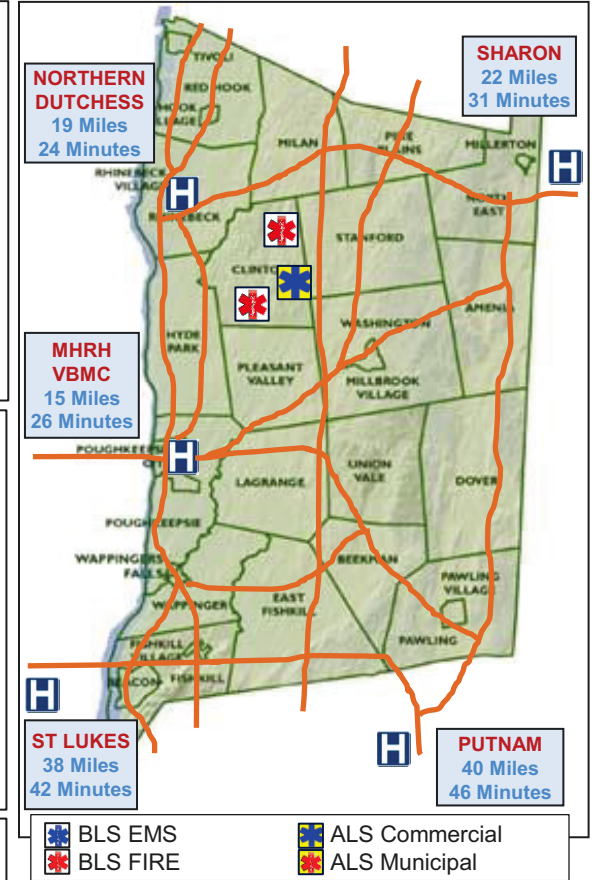 TIVOLI
RED HOOK
NORTHERN
DUTCHESS
19 Miles
24 Minutes
SHARON
22 Miles
31 Minutes
MILAN
PINE
PLAINS
MILLERTON
H
RHINEBECK
VILLAGE
H
RHINEBECK
NORTH
EAST
STANFORD
CLINTON
AMENIA
WASHINGTON
HYDE
PARK
MHRH
VBMC
15 Miles
26 Minutes
PLEASANT
VALLEY
MILLBROOK
VILLAGE
POUGHKEEPSIE
H
UNION
VALE
LAGRANGE
DOVER
POUGHKEEPSIE
WAPPINGERS
FALLS
BEEKMAN
PAWLING
VILLAGE
WAPPINGER
EAST
FISHKILL
PAWLING
FISHKILL
VILLAGE
BEACON
FISHKILL
H
H
ST LUKES
38 Miles
42 Minutes
PUTNAM
40 Miles
46 Minutes
BLS EMS
ALS Commercial
BLS FIRE
ALS Municipal